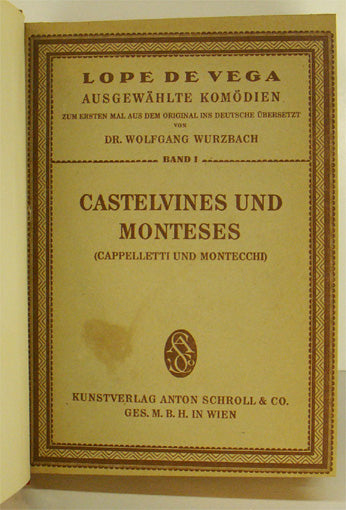 LOPE DE VEGA
AUSGEWÄHLTE KOMÖDIEN
ZUM ERSTEN MAL AUS DEM ORIGINAL INS DEUTSCHE ÜBERSETZT
VON
DR. WOLFGANG WURZBACH
BAND I
CASTELVINES UND
MONTESES
(CAPPELLETTI UND MONTECCHI)
KUNSTVERLAG ANTON SCHROLL & CO.
GES. M. B. H. IN WIEN